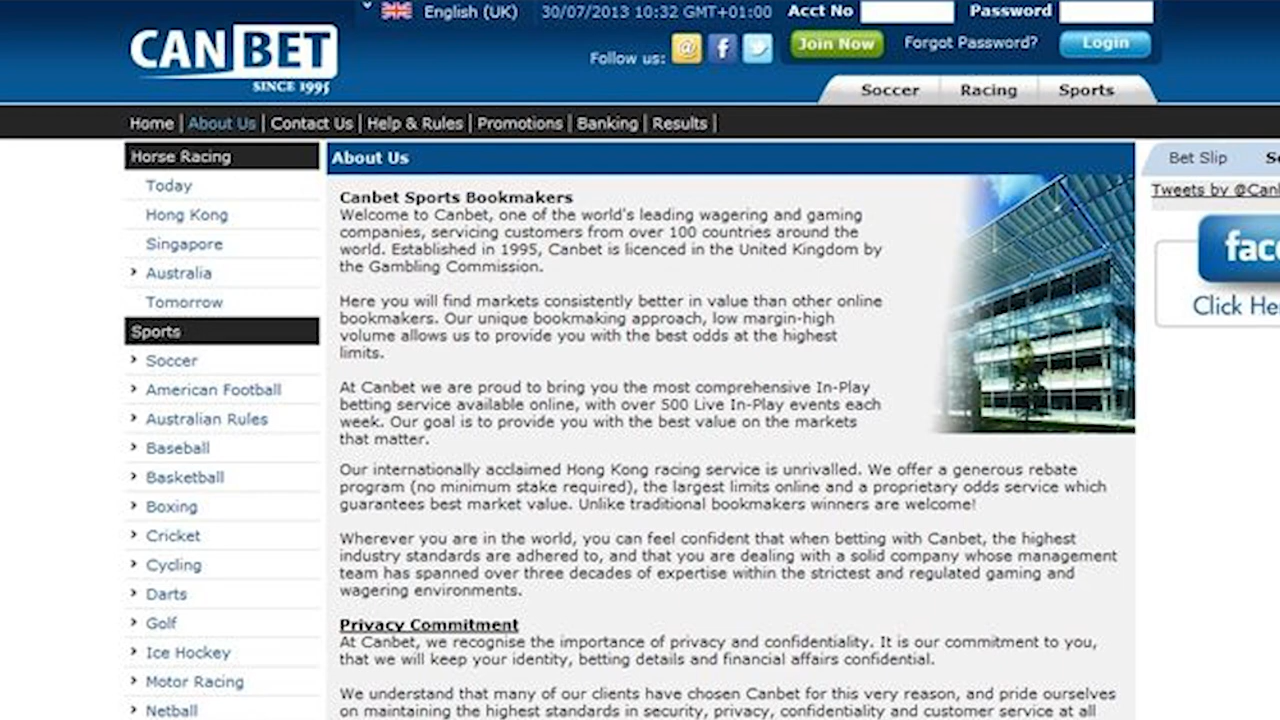 English (UK) 30/07/2013 10:32 GMT+01:00 Acct No Password
CANBET
SINCE 1995
Follow us: Join Now Forgot Password? Login
Soccer Racing Sports
Home | About Us | Contact Us | Help & Rules | Promotions | Banking | Results |
Horse Racing
Today
Hong Kong
Singapore
Australia
Tomorrow
Sports
Soccer
American Football
Australian Rules
Baseball
Basketball
Boxing
Cricket
Cycling
Darts
Golf
Ice Hockey
Motor Racing
Netball
About Us
Canbet Sports Bookmakers
Welcome to Canbet, one of the world's leading wagering and gaming
companies, servicing customers from over 100 countries around the
world. Established in 1995, Canbet is licenced in the United Kingdom by
the Gambling Commission.
Here you will find markets consistently better in value than other online
bookmakers. Our unique bookmaking approach, low margin-high
volume allows us to provide you with the best odds at the highest
limits.
At Canbet we are proud to bring you the most comprehensive In-Play
betting service available online, with over 500 Live In-Play events each
week. Our goal is to provide you with the best value on the markets
that matter.
Our internationally acclaimed Hong Kong racing service is unrivalled. We offer a generous rebate
program (no minimum stake required), the largest limits online and a proprietary odds service which
guarantees best market value. Unlike traditional bookmakers winners are welcome!
Wherever you are in the world, you can feel confident that when betting with Canbet, the highest
industry standards are adhered to, and that you are dealing with a solid company whose management
team has spanned over three decades of expertise within the strictest and regulated gaming and
wagering environments.
Privacy Commitment
At Canbet, we recognise the importance of privacy and confidentiality. It is our commitment to you,
that we will keep your identity, betting details and financial affairs confidential.
We understand that many of our clients have chosen Canbet for this very reason, and pride ourselves
on maintaining the highest standards in security, privacy, confidentiality and customer service at all
Bet Slip
Tweets by @Can
face
Click He